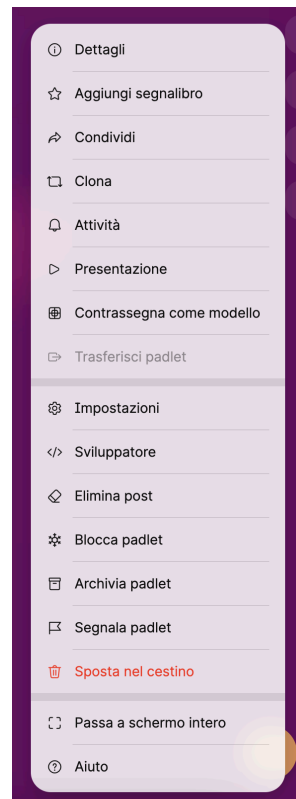 Dettagli
Aggiungi segnalibro
Condividi
Clona
Attività
Presentazione
Contrassegna come modello
Trasferisci padlet
Impostazioni
Sviluppatore
Elimina post
Blocca padlet
Archivia padlet
Segnala padlet
Sposta nel cestino
Passa a schermo intero
Aiuto